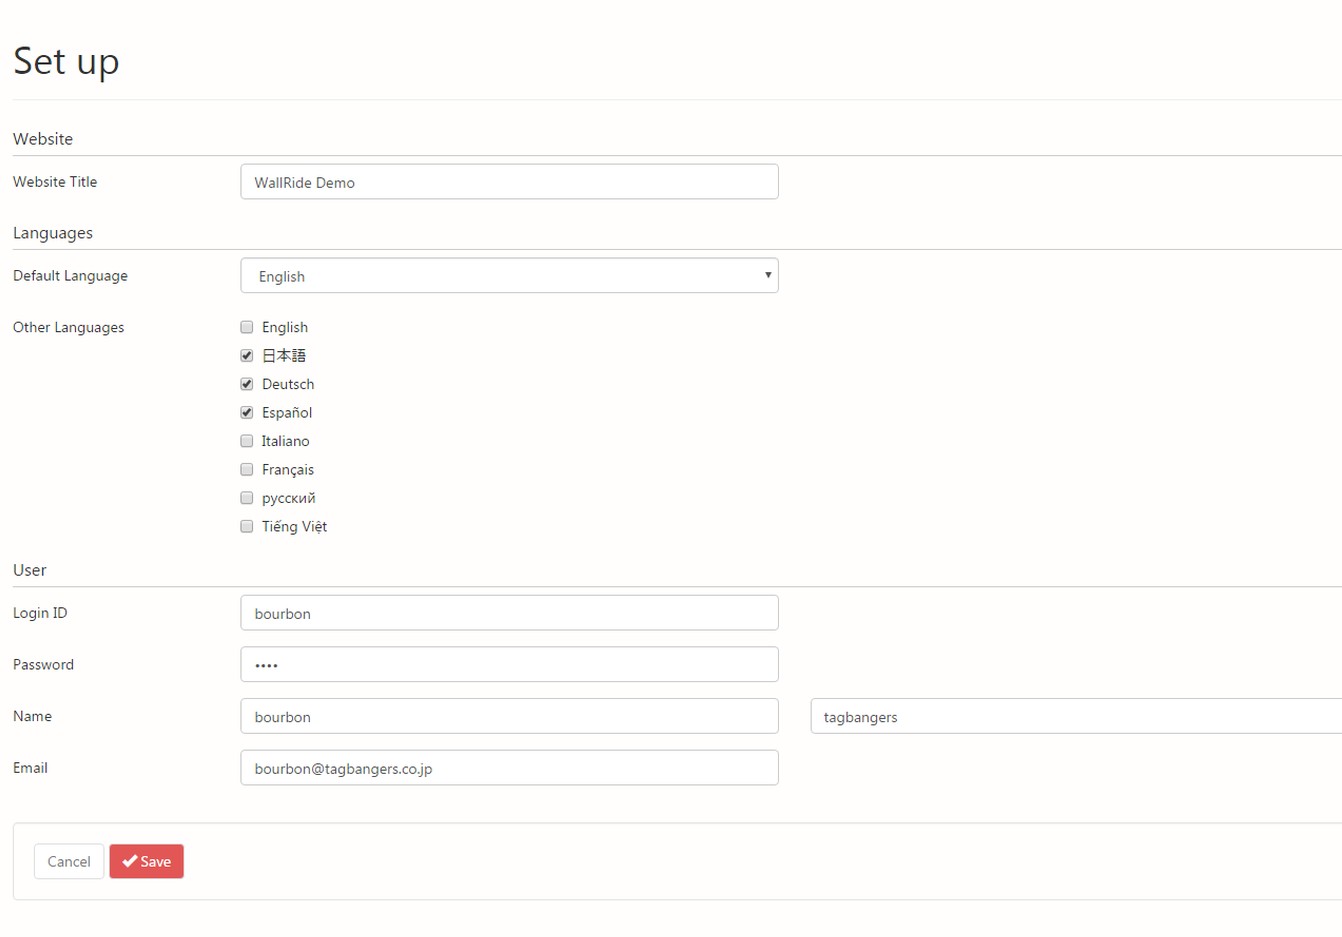 Set up
Website
Website Title WallRide Demo
Languages
Default Language English
Other Languages English
日本語
Deutsch
Español
Italiano
Français
русский
Tiếng Việt
User
Login ID bourbon
Password ••••
Name bourbon tagbangers
Email bourbon@tagbangers.co.jp
Cancel Save